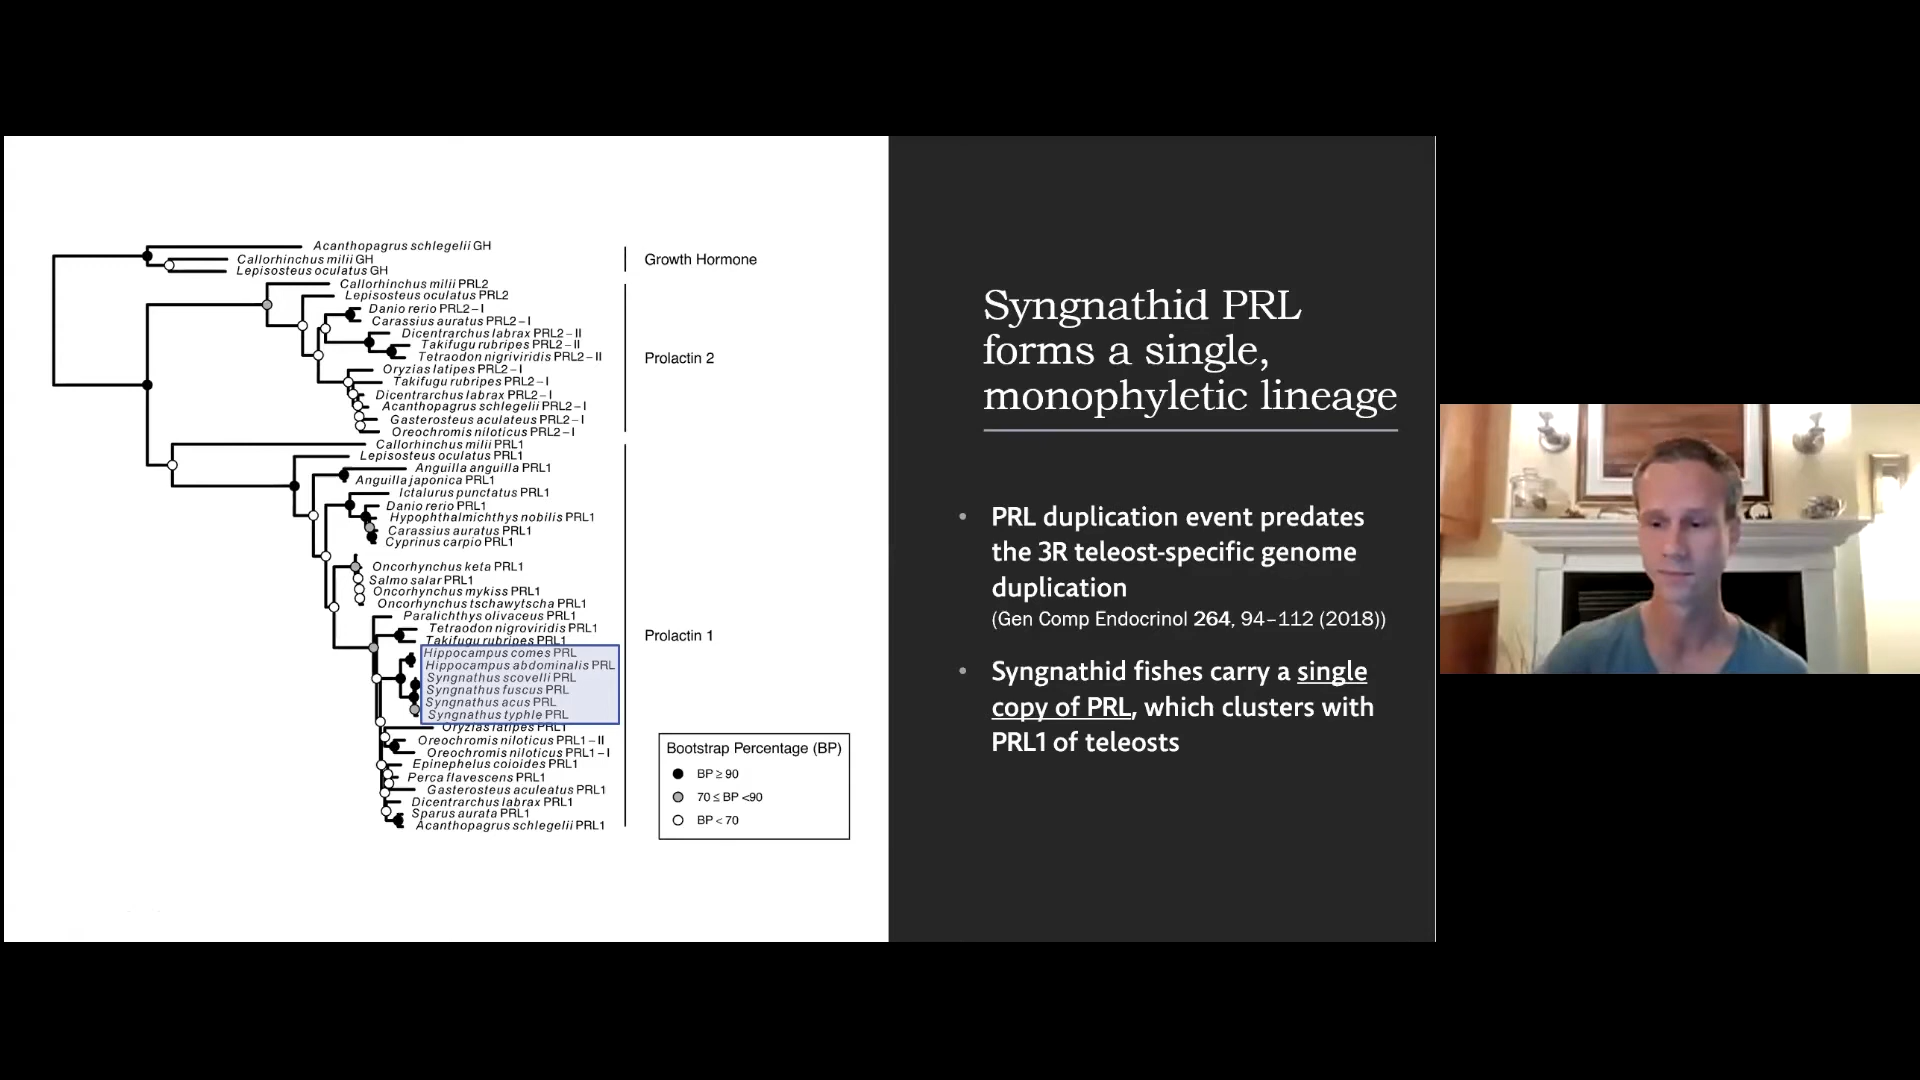 Acanthopagrus schlegelii GH
Callorhinchus milii GH
Lepisosteus oculatus GH
Growth Hormone
Callorhinchus milii PRL2
Lepisosteus oculatus PRL2
Danio rerio PRL2-I
Carassius auratus PRL2-I
Dicentrarchus labrax PRL2-II
Takifugu rubripes PRL2-II
Tetraodon nigriviridis PRL2-II
Oryzias latipes PRL2-I
Takifugu rubripes PRL2-I
Dicentrarchus labrax PRL2-I
Acanthopagrus schlegelii PRL2-I
Gasterosteus aculateus PRL2-I
Oreochromis niloticus PRL2-I
Prolactin 2
Callorhinchus milii PRL1
Lepisosteus oculatus PRL1
Anguilla anguilla PRL1
Anguilla japonica PRL1
Ictalurus punctatus PRL1
Danio rerio PRL1
Hypophthalmichthys nobilis PRL1
Carassius auratus PRL1
Cyprinus carpio PRL1
Oncorhynchus keta PRL1
Salmo salar PRL1
Oncorhynchus mykiss PRL1
Oncorhynchus tschawytscha PRL1
Paralichthys olivaceus PRL1
Tetraodon nigroviridis PRL1
Takifugu rubripes PRL1
Hippocampus comes PRL
Hippocampus abdominalis PRL
Syngnathus scovelli PRL
Syngnathus fuscus PRL
Syngnathus acus PRL
Syngnathus typhle PRL
Oryzias latipes PRL1
Oreochromis niloticus PRL1-II
Oreochromis niloticus PRL1-I
Epinephelus coioides PRL1
Perca flavescens PRL1
Gasterosteus aculeatus PRL1
Dicentrarchus labrax PRL1
Sparus aurata PRL1
Acanthopagrus schlegelii PRL1
Prolactin 1
Bootstrap Percentage (BP)
BP ≥ 90
70 ≤ BP <90
BP < 70
Syngnathid PRL
forms a single,
monophyletic lineage
• PRL duplication event predates
the 3R teleost-specific genome
duplication
(Gen Comp Endocrinol 264, 94–112 (2018))
• Syngnathid fishes carry a single
copy of PRL, which clusters with
PRL1 of teleosts